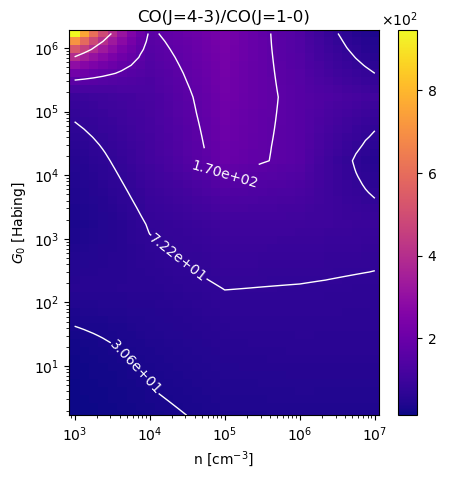 CO(J=4-3)/CO(J=1-0)
×10²
10⁶
10⁵
10⁴
10³
10²
10¹
G₀ [Habing]
1.70e+02
7.22e+01
3.06e+01
8
6
4
2
10³ 10⁴ 10⁵ 10⁶ 10⁷
n [cm⁻³]